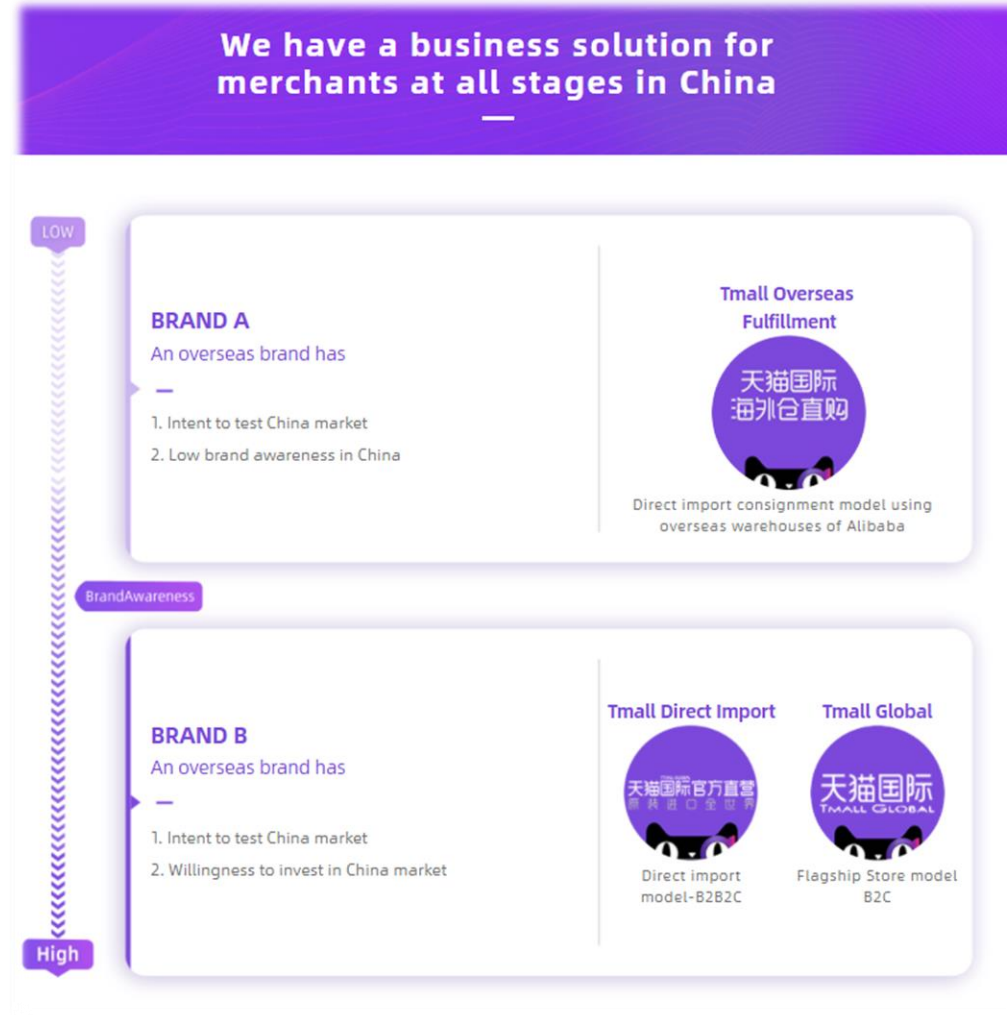 We have a business solution for
merchants at all stages in China
LOW
BRAND A
An overseas brand has
1. Intent to test China market
2. Low brand awareness in China
Tmall Overseas
Fulfillment
天猫国际
海外仓直购
Direct import consignment model using
overseas warehouses of Alibaba
BrandAwareness
BRAND B
An overseas brand has
1. Intent to test China market
2. Willingness to invest in China market
Tmall Direct Import
天猫国际官方直营
原装进口全世界
Direct import
model-B2B2C
Tmall Global
天猫国际
TMALL GLOBAL
Flagship Store model
B2C
High